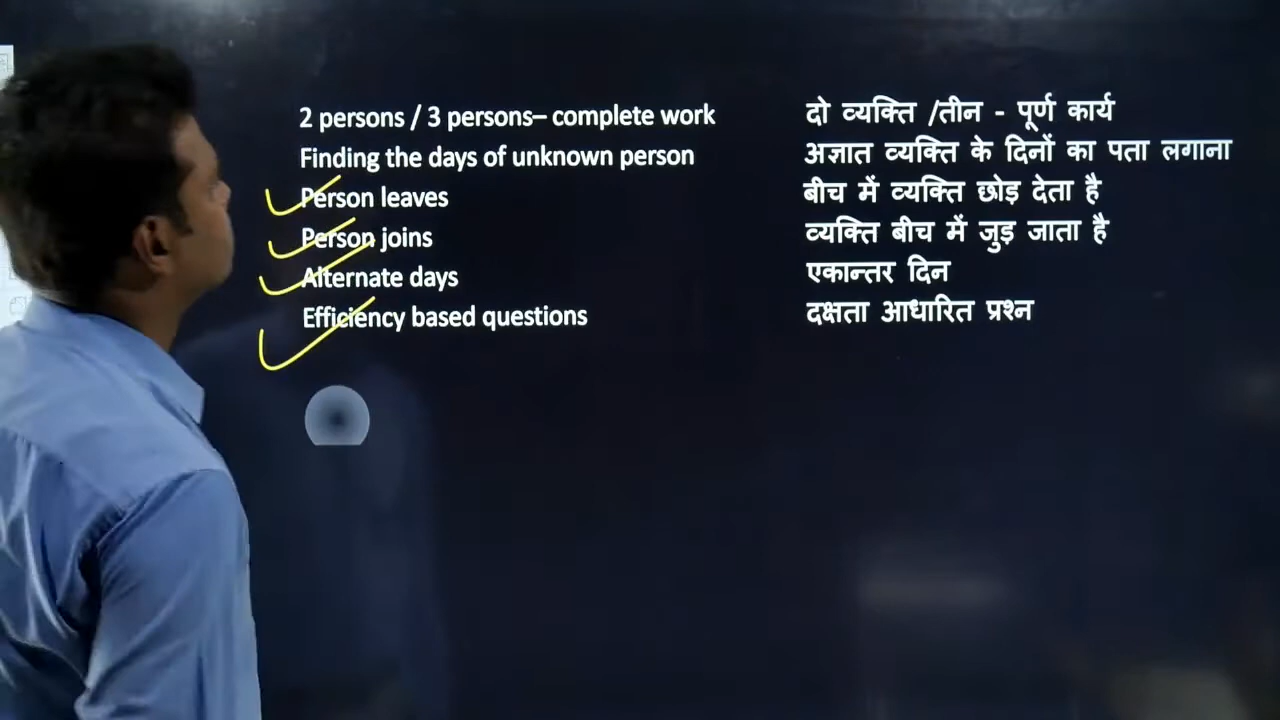 2 persons / 3 persons– complete work
Finding the days of unknown person
Person leaves
Person joins
Alternate days
Efficiency based questions
दो व्यक्ति /तीन - पूर्ण कार्य
अज्ञात व्यक्ति के दिनों का पता लगाना
बीच में व्यक्ति छोड़ देता है
व्यक्ति बीच में जुड़ जाता है
एकान्तर दिन
दक्षता आधारित प्रश्न